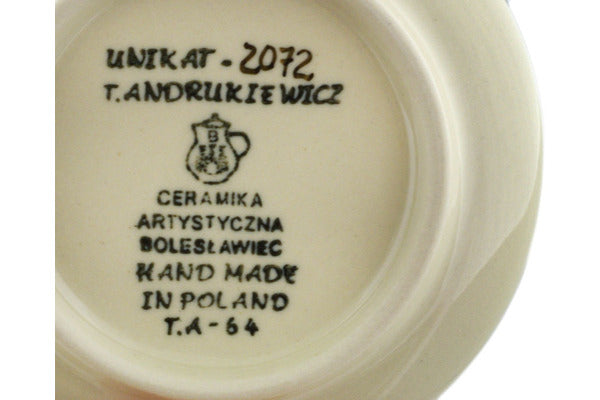 UNIKAT - 2072
T. ANDRUKIEWICZ
B
CERAMIKA
ARTYSTYCZNA
BOLESŁAWIEC
HAND MADE
IN POLAND
T.A - 64